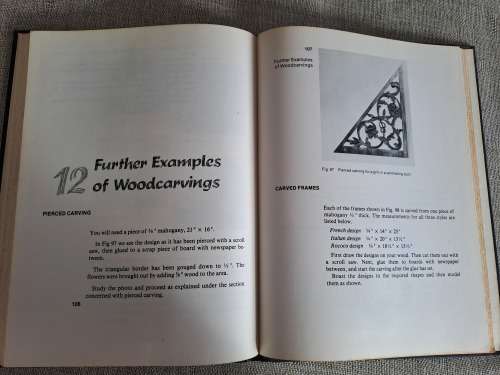 12 Further Examples
of Woodcarvings
PIERCED CARVING
You will need a piece of ¾" mahogany, 21" × 16".
In Fig 97 we see the design as it has been pierced with a scroll
saw, then glued to a scrap piece of board with newspaper be-
tween.
The triangular border has been gouged down to ½". The
flowers were brought out by adding ⅜" wood to the area.
Study the photo and proceed as explained under the section
concerned with pierced carving.
106
107
Further Examples
of Woodcarvings
Fig. 97 Pierced carving
CARVED FRAMES
Each of the frames shown in Fig. 98 is carved from one piece of
mahogany ¾" thick. The measurements for all three styles are
listed below.
French design ¾" × 14" × 25"
Italian design ¾" × 20" × 13½"
Rococo design ¾" × 18½" × 13½"
First draw the designs on your wood. Then cut them out with
a scroll saw. Next, glue them to boards with newspaper
between, and start the carving after the glue has set.
Boast the designs to the required shapes and then model
them as shown.